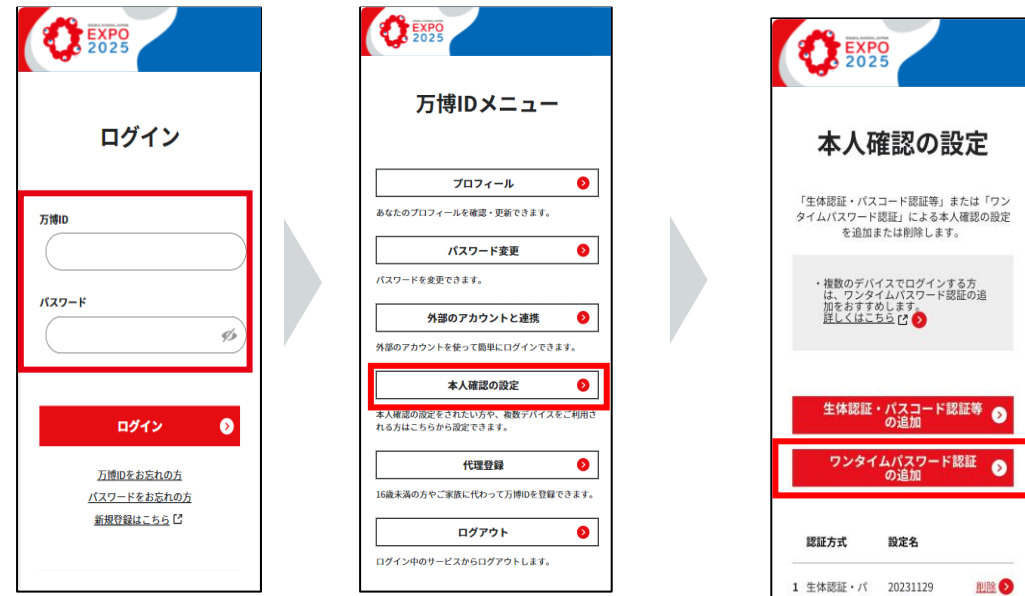 EXPO
2025
ログイン
万博ID
パスワード
ログイン
万博IDをお忘れの方
パスワードをお忘れの方
新規登録はこちら
EXPO
2025
万博IDメニュー
プロフィール
あなたのプロフィールを確認・更新できます。
パスワード変更
パスワードを変更できます。
外部のアカウントと連携
外部のアカウントを使って簡単にログインできます。
本人確認の設定
本人確認の設定をされたい方や、複数デバイスをご利用さ
れる方はこちらから設定できます。
代理登録
16歳未満の方やご家族に代わって万博IDを登録できます。
ログアウト
ログイン中のサービスからログアウトします。
EXPO
2025
本人確認の設定
「生体認証・パスコード認証等」または「ワン
タイムパスワード認証」による本人確認の設定
を追加または削除します。
・複数のデバイスでログインする方
は、ワンタイムパスワード認証の追
加をおすすめします。
詳しくはこちら
生体認証・パスコード認証等
の追加
ワンタイムパスワード認証
の追加
認証方式 設定名
1 生体認証・パ 20231129 削除